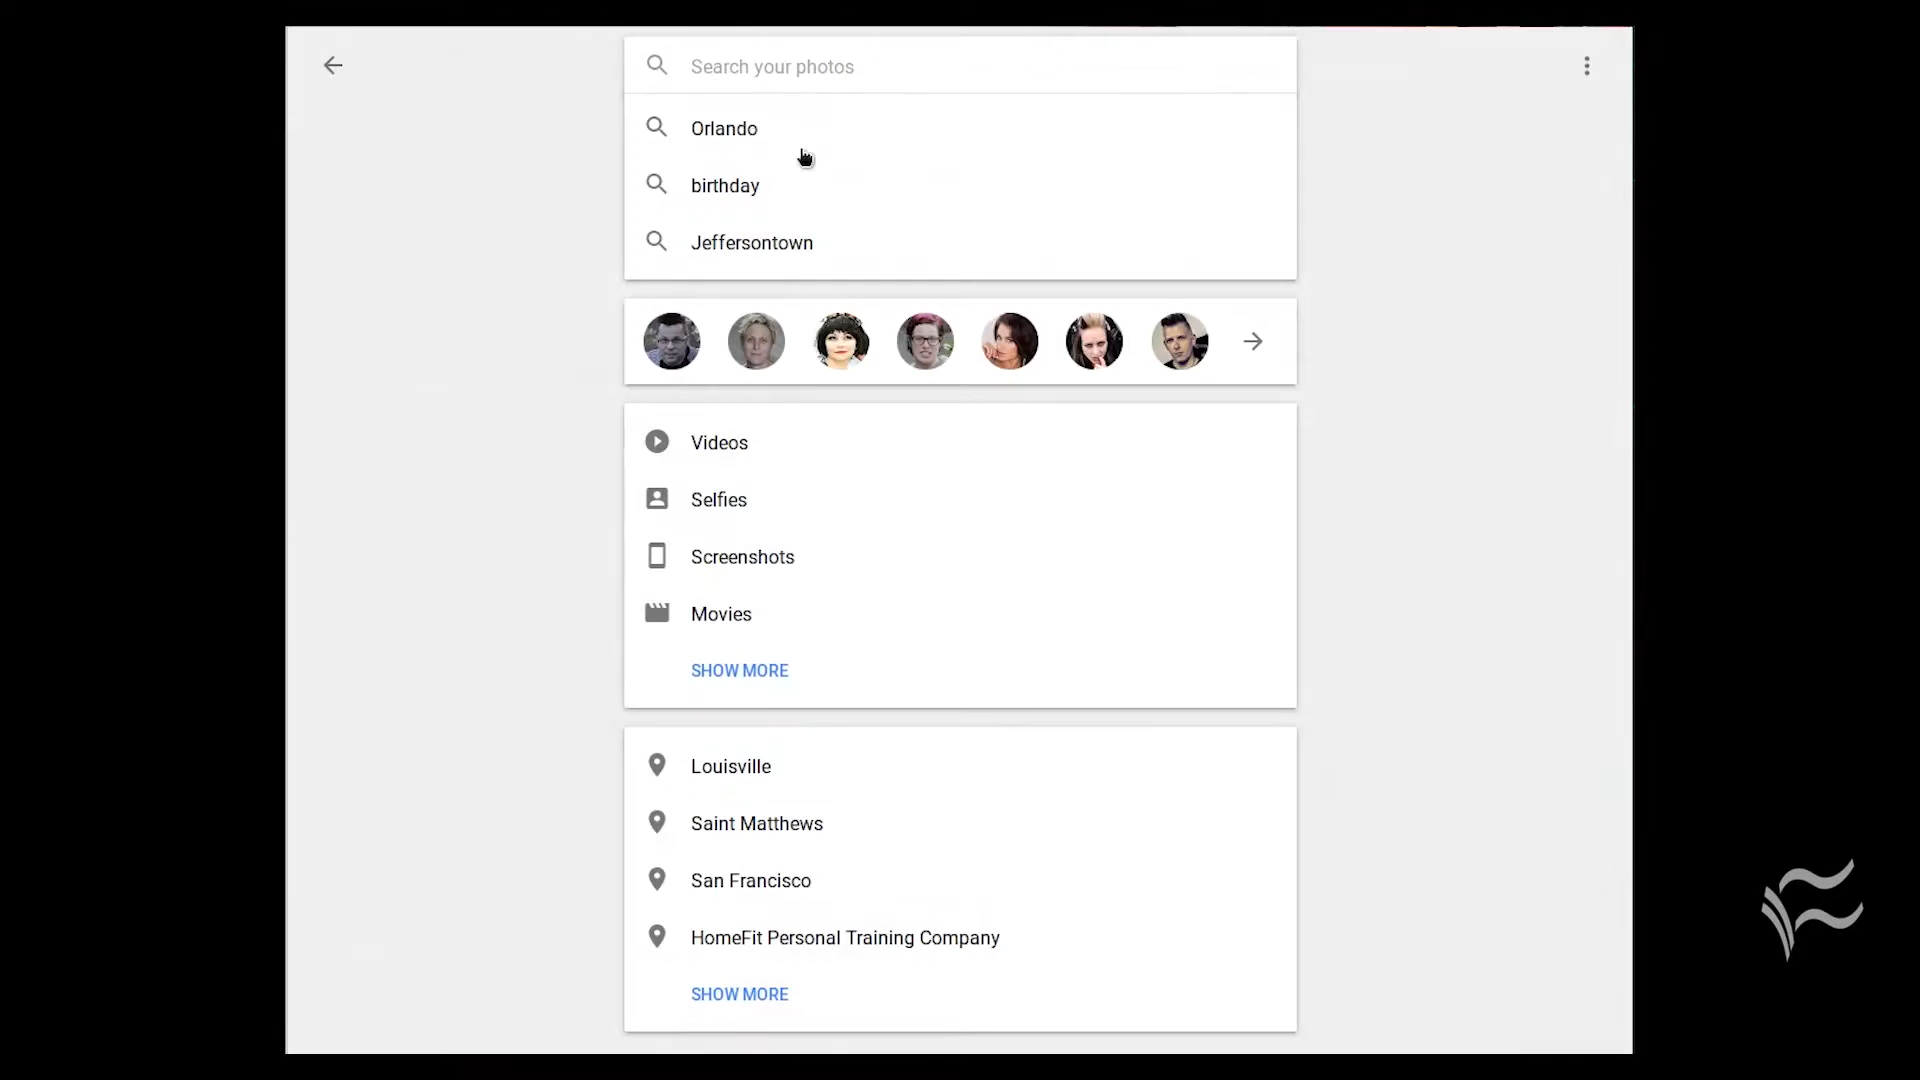 Search your photos
Orlando
birthday
Jeffersontown
Videos
Selfies
Screenshots
Movies
SHOW MORE
Louisville
Saint Matthews
San Francisco
HomeFit Personal Training Company
SHOW MORE